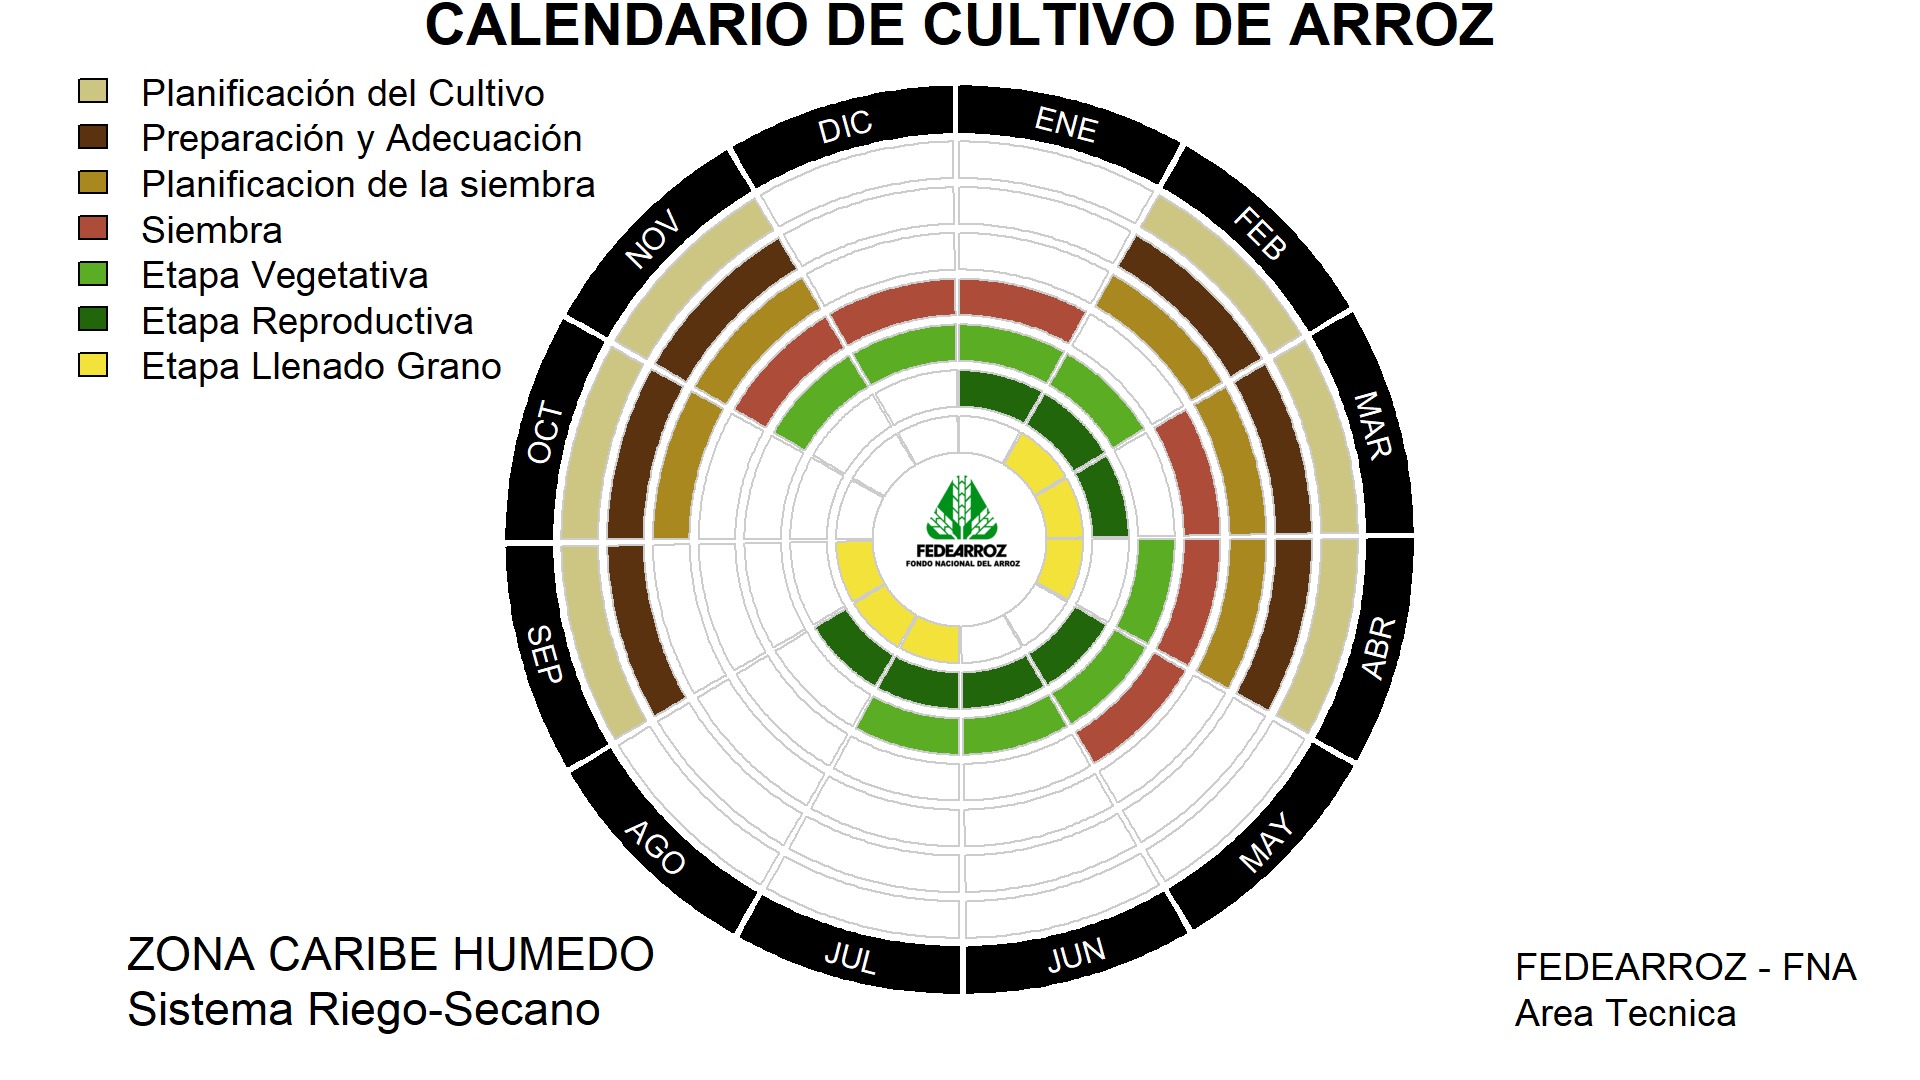 CALENDARIO DE CULTIVO DE ARROZ
Planificación del Cultivo
Preparación y Adecuación
Planificacion de la siembra
Siembra
Etapa Vegetativa
Etapa Reproductiva
Etapa Llenado Grano
ENE
FEB
MAR
ABR
MAY
JUN
JUL
AGO
SEP
OCT
NOV
DIC
FEDEARROZ
FONDO NACIONAL DEL ARROZ
ZONA CARIBE HUMEDO
Sistema Riego-Secano
FEDEARROZ - FNA
Area Tecnica